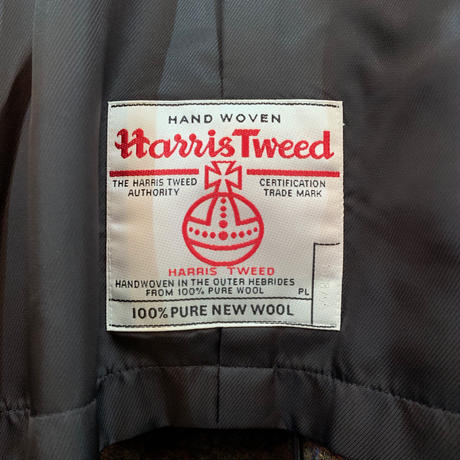 HAND WOVEN
Harris Tweed
THE HARRIS TWEED AUTHORITY
CERTIFICATION TRADE MARK
HARRIS TWEED
HANDWOVEN IN THE OUTER HEBRIDES
FROM 100% PURE WOOL PL
100% PURE NEW WOOL